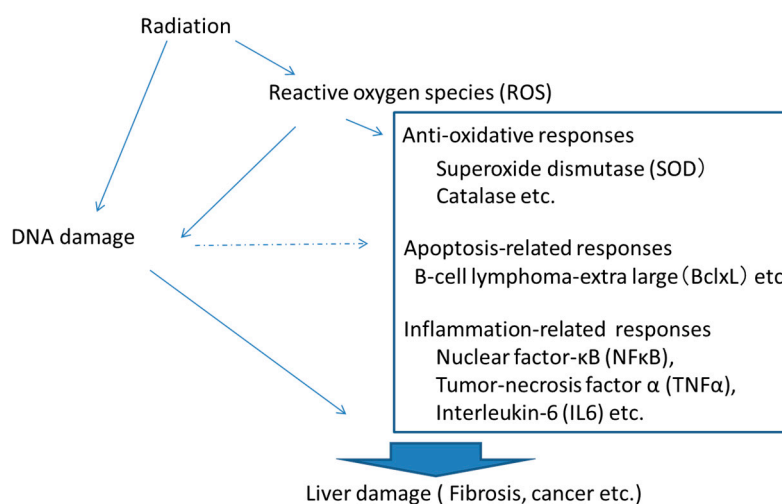 Radiation
Reactive oxygen species (ROS)
Anti-oxidative responses
Superoxide dismutase (SOD)
Catalase etc.
DNA damage
Apoptosis-related responses
B-cell lymphoma-extra large (BclxL) etc
Inflammation-related responses
Nuclear factor-κB (NFκB),
Tumor-necrosis factor α (TNFα),
Interleukin-6 (IL6) etc.
Liver damage ( Fibrosis, cancer etc.)